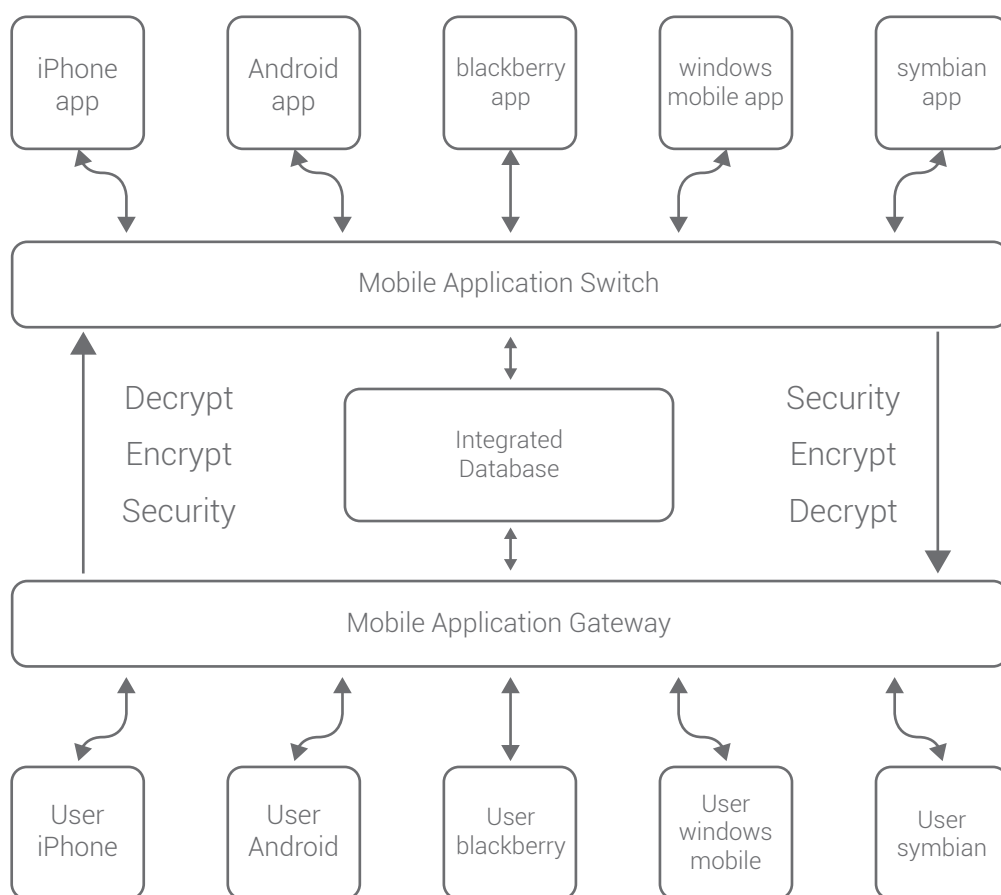 iPhone
app
Android
app
blackberry
app
windows
mobile app
symbian
app
Mobile Application Switch
Decrypt
Encrypt
Security
Integrated
Database
Security
Encrypt
Decrypt
Mobile Application Gateway
User
iPhone
User
Android
User
blackberry
User
windows
mobile
User
symbian